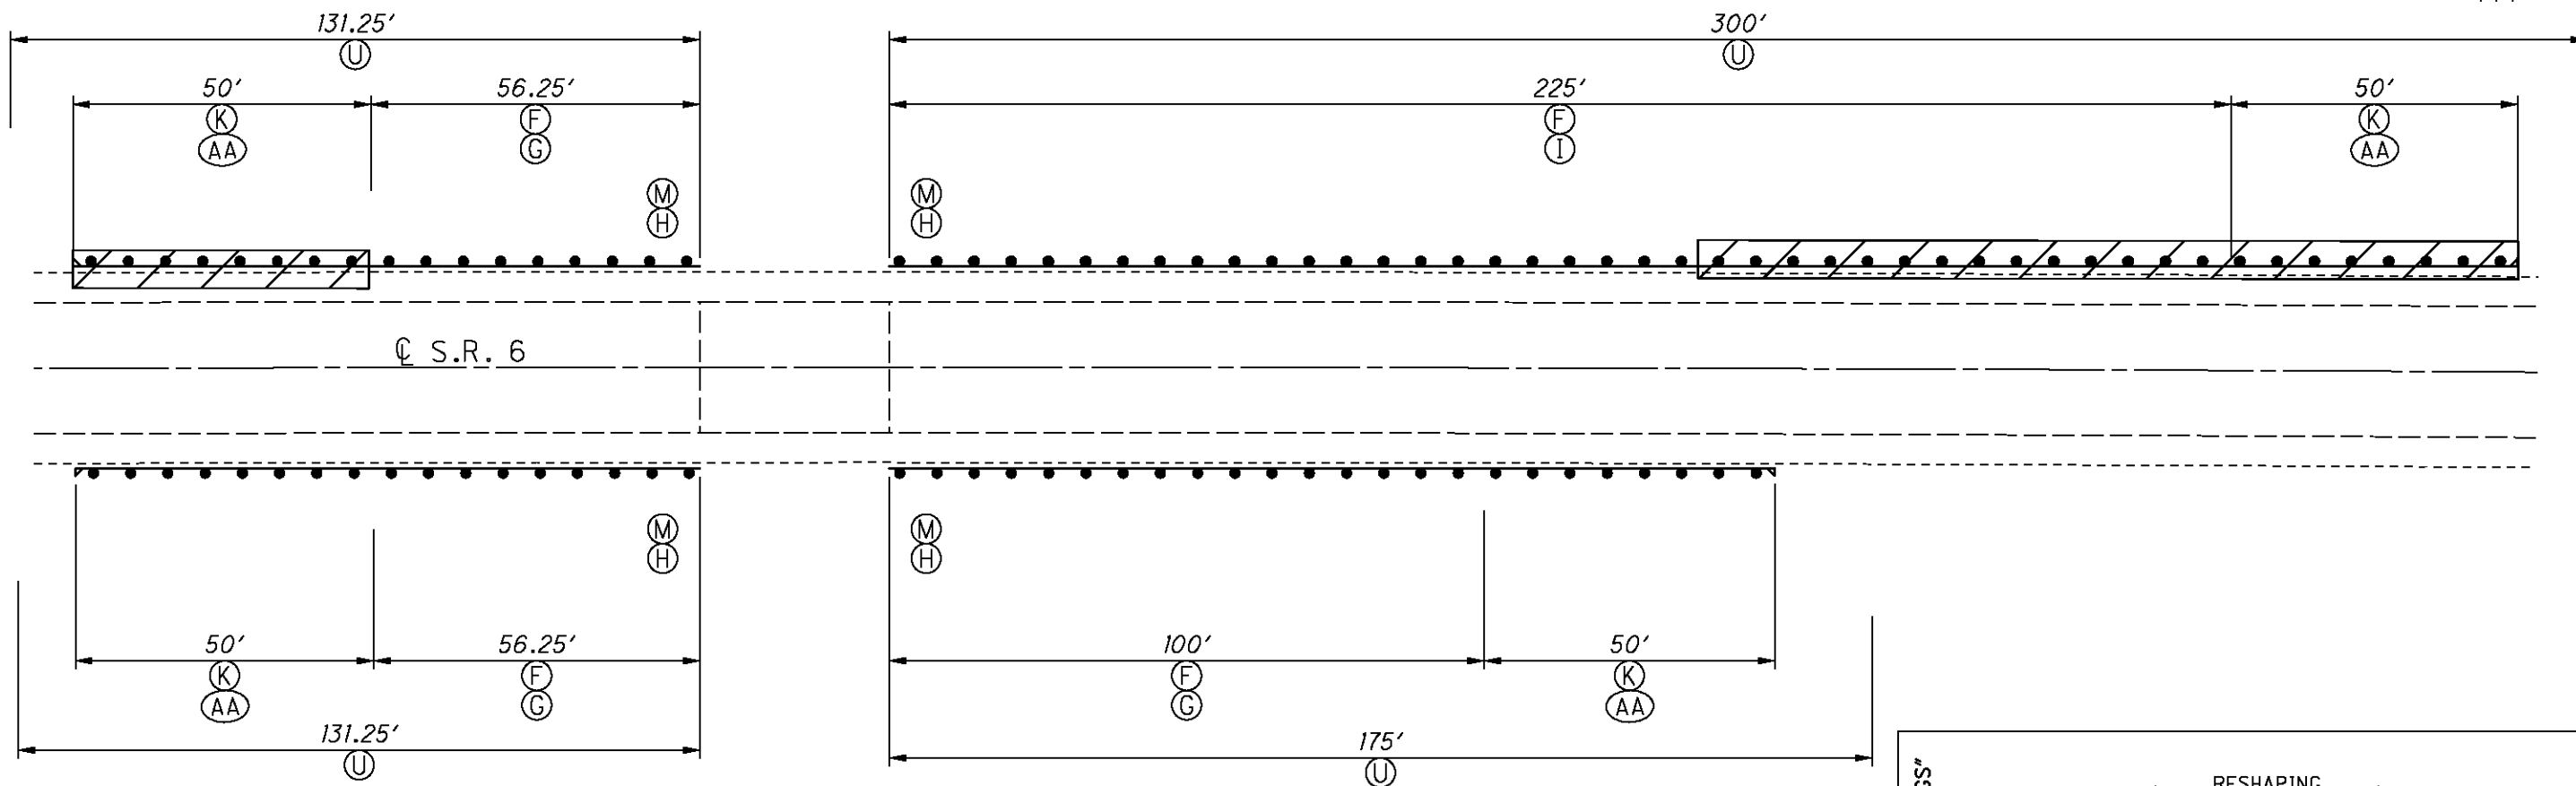 131.25'
300'
U
U
50'
56.25'
225'
50'
K
F
F
K
AA
G
I
AA
M
M
H
H
℄ S.R. 6
M
M
H
H
50'
56.25'
100'
50'
K
F
F
K
AA
G
G
AA
131.25'
175'
U
U
RESHAPING